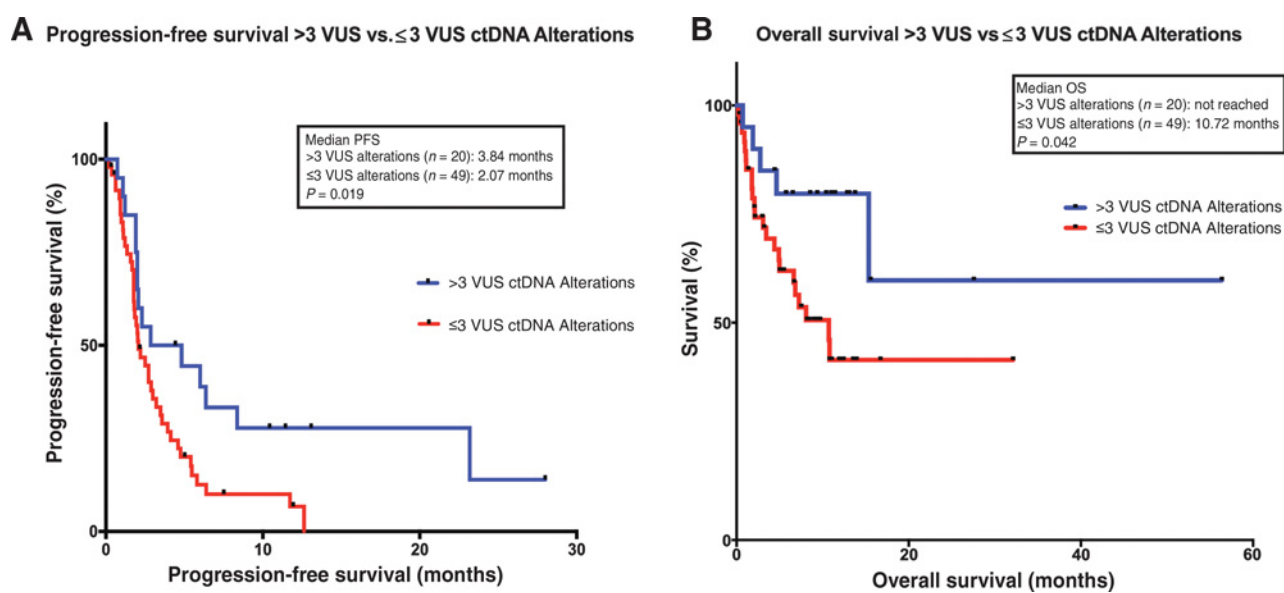 A Progression-free survival >3 VUS vs.≤ 3 VUS ctDNA Alterations
Progression-free survival (%)
100
50
0
Median PFS
>3 VUS alterations (n = 20): 3.84 months
≤3 VUS alterations (n = 49): 2.07 months
P = 0.019
>3 VUS ctDNA Alterations
≤3 VUS ctDNA Alterations
0 10 20 30
Progression-free survival (months)
B Overall survival >3 VUS vs ≤ 3 VUS ctDNA Alterations
Survival (%)
100
50
0
Median OS
>3 VUS alterations (n = 20): not reached
≤3 VUS alterations (n = 49): 10.72 months
P = 0.042
>3 VUS ctDNA Alterations
≤3 VUS ctDNA Alterations
0 20 40 60
Overall survival (months)